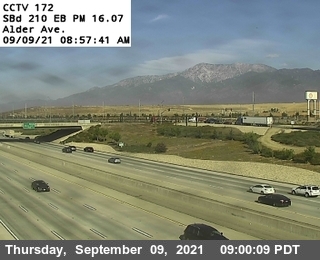 CCTV 172
SBd 210 EB PM 16.07
Alder Ave.
09/09/21 08:57:41 AM
Thursday, September 09, 2021 09:00:09 PDT